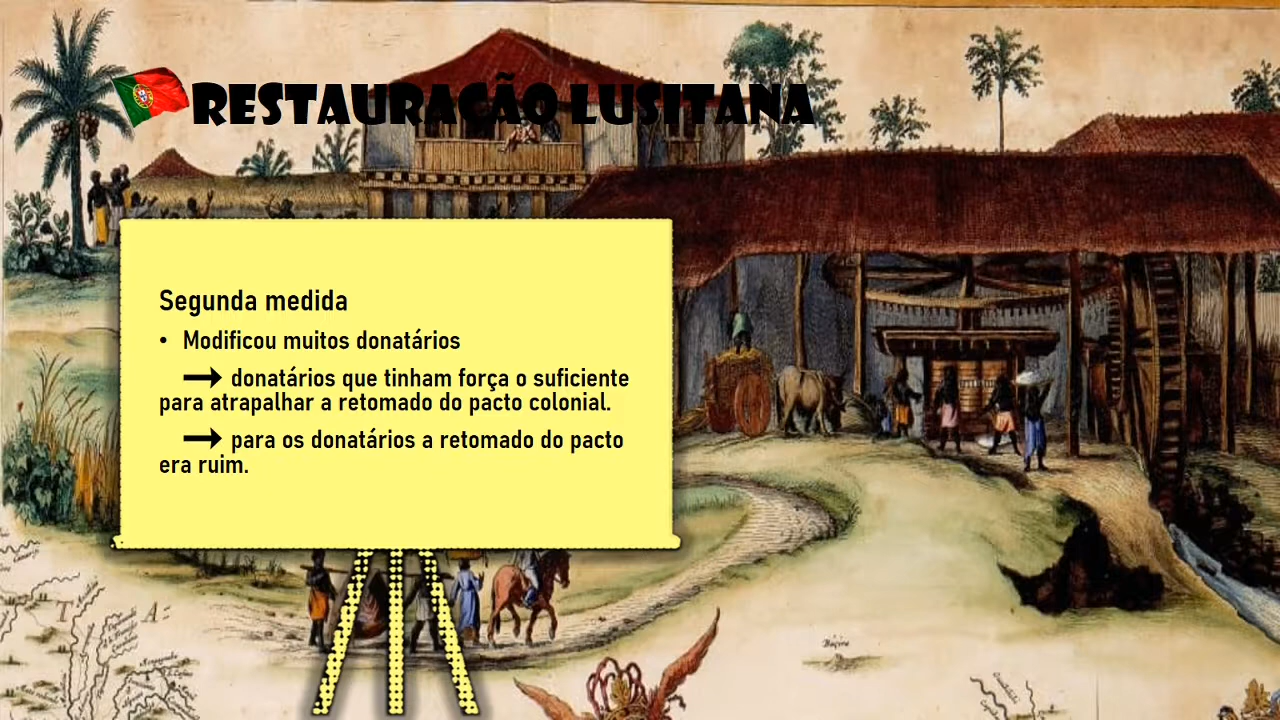 RESTAURAÇÃO LUSITANA
Segunda medida
• Modificou muitos donatários
→ donatários que tinham força o suficiente
para atrapalhar a retomado do pacto colonial.
→ para os donatários a retomado do pacto
era ruim.